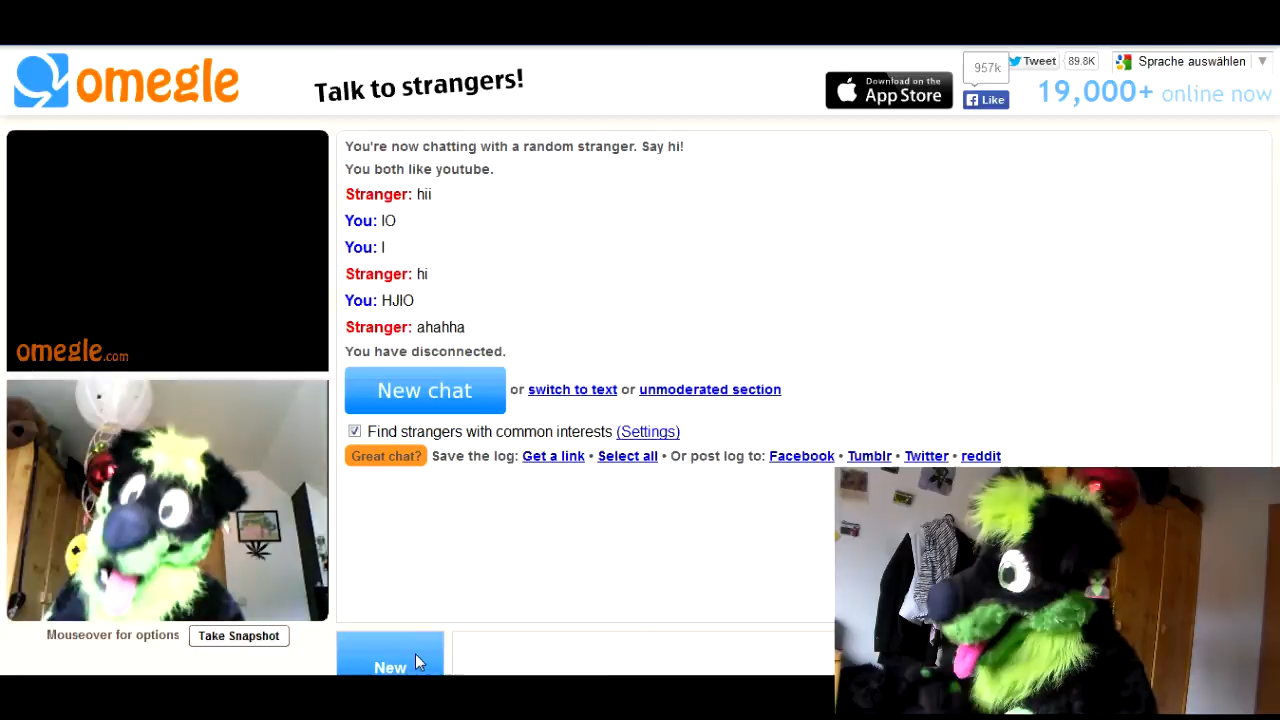 omegle
Talk to strangers!
Download on the
App Store
957k
Like
Tweet
89.8K
Sprache auswählen
19,000+ online now
omegle.com
You're now chatting with a random stranger. Say hi!
You both like youtube.
Stranger: hii
You: IO
You: I
Stranger: hi
You: HJIO
Stranger: ahahha
You have disconnected.
New chat or switch to text or unmoderated section
Find strangers with common interests (Settings)
Great chat? Save the log: Get a link • Select all • Or post log to: Facebook • Tumblr • Twitter • reddit
Mouseover for options
Take Snapshot
New